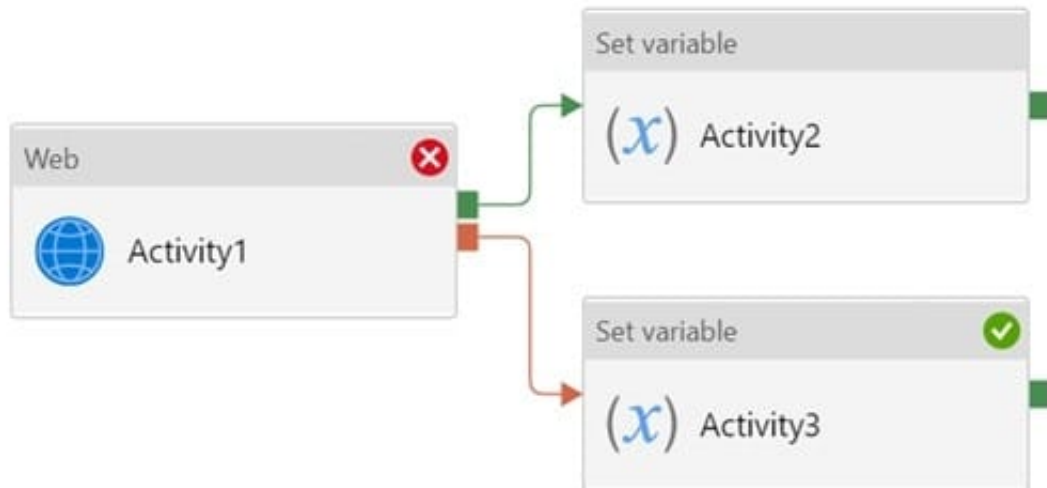 Set variable
(x) Activity2
Web
Activity1
Set variable
(x) Activity3